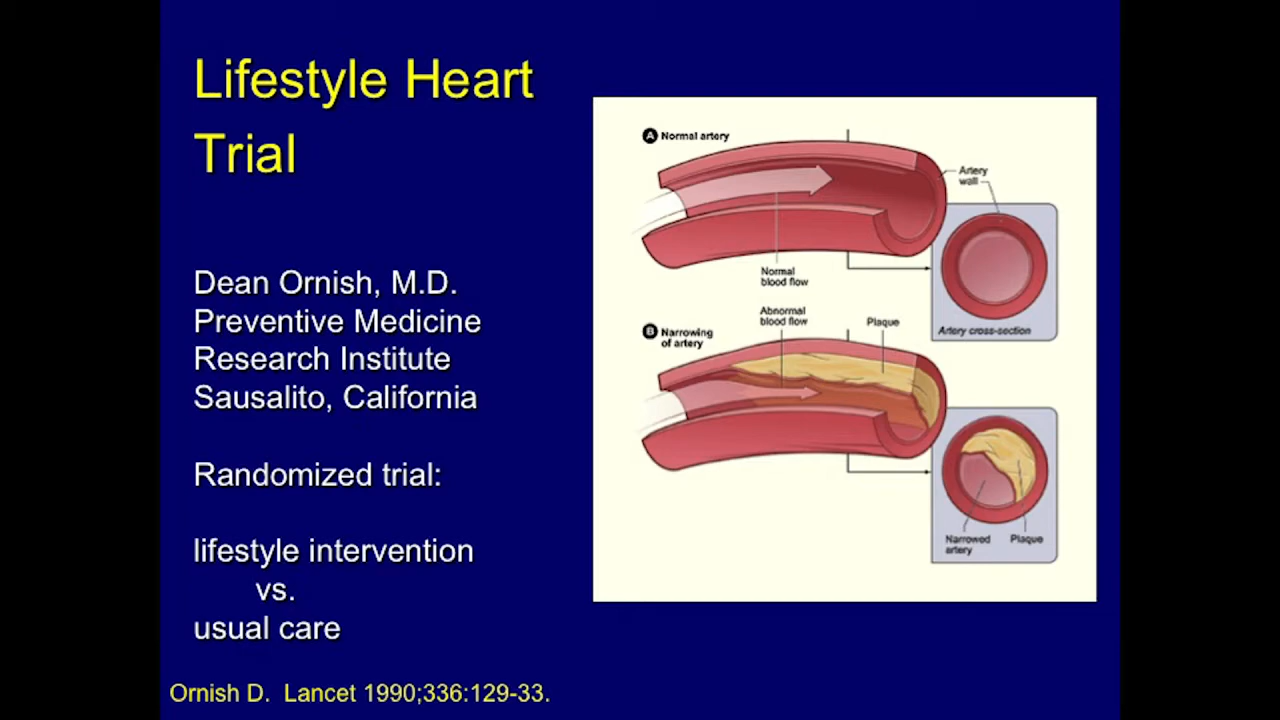 Lifestyle Heart
Trial
Dean Ornish, M.D.
Preventive Medicine
Research Institute
Sausalito, California
Randomized trial:
lifestyle intervention
vs.
usual care
Ornish D.  Lancet 1990;336:129-33.
A Normal artery
Artery
wall
Normal
blood flow
Artery cross-section
Abnormal
blood flow
Plaque
B Narrowing
of artery
Narrowed
artery
Plaque